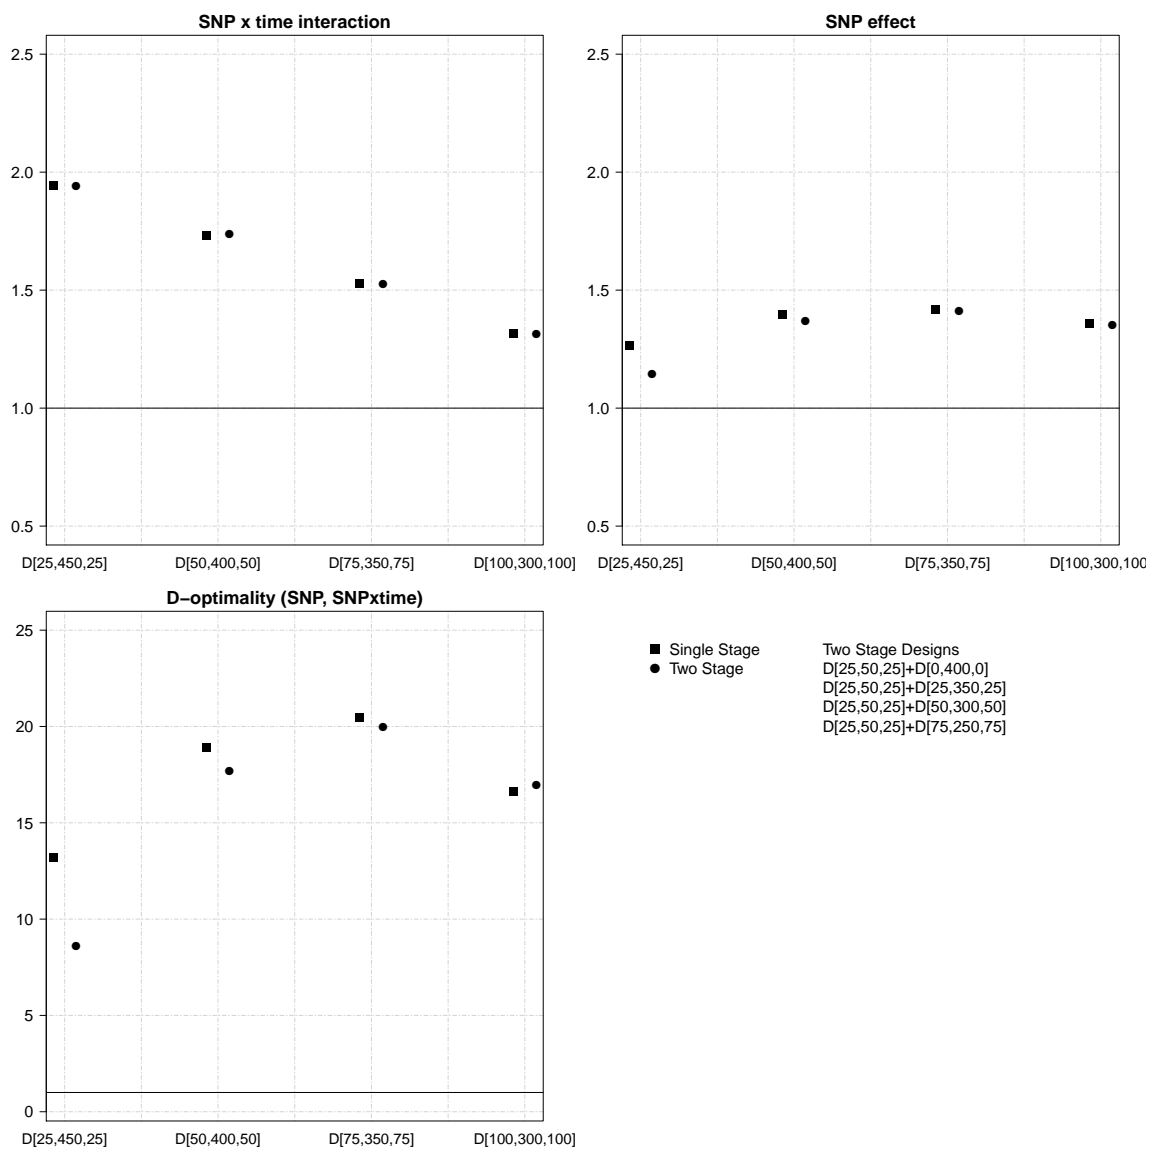 SNP x time interaction
2.5
2.0
1.5
1.0
0.5
D[25,450,25] D[50,400,50] D[75,350,75] D[100,300,100]
SNP effect
2.5
2.0
1.5
1.0
0.5
D[25,450,25] D[50,400,50] D[75,350,75] D[100,300,100
D−optimality (SNP, SNPxtime)
25
20
15
10
5
0
D[25,450,25] D[50,400,50] D[75,350,75] D[100,300,100]
Single Stage
Two Stage
Two Stage Designs
D[25,50,25]+D[0,400,0]
D[25,50,25]+D[25,350,25]
D[25,50,25]+D[50,300,50]
D[25,50,25]+D[75,250,75]